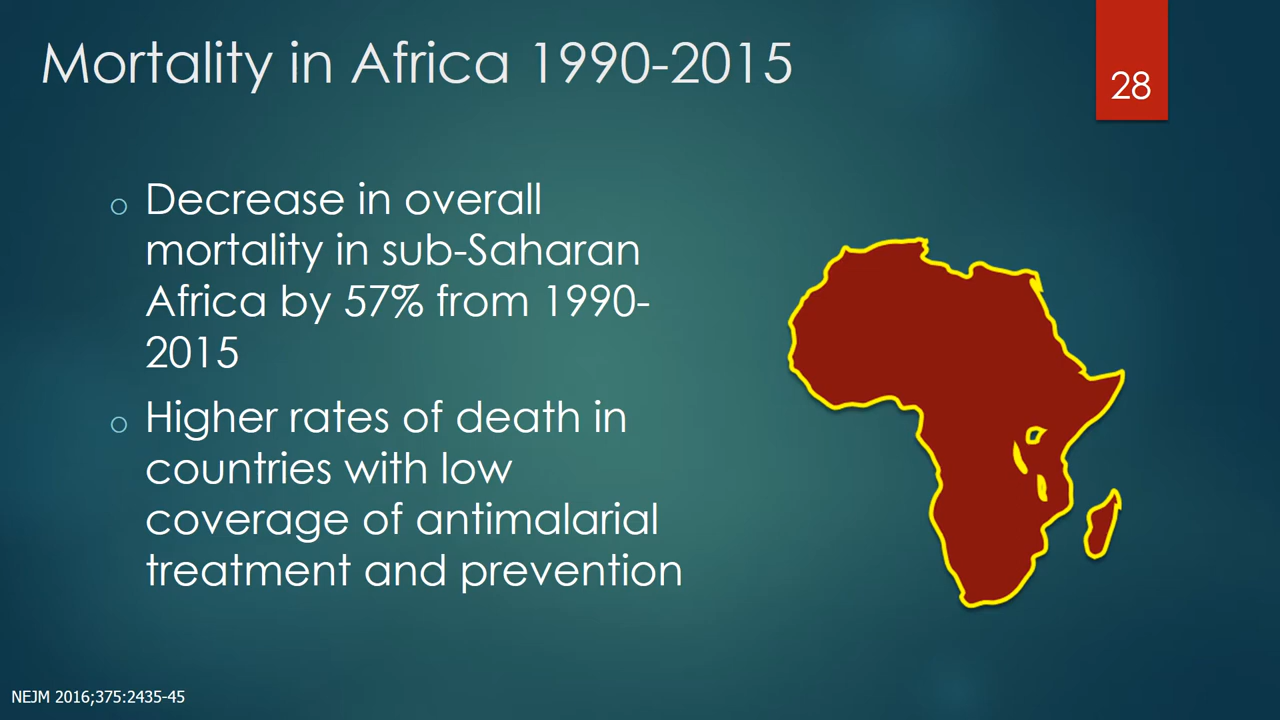 Mortality in Africa 1990-2015
28
o Decrease in overall
mortality in sub-Saharan
Africa by 57% from 1990-
2015
o Higher rates of death in
countries with low
coverage of antimalarial
treatment and prevention
NEJM 2016;375:2435-45